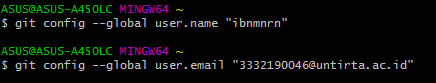 ASUS@ASUS-A450LC MINGW64 ~
$ git config --global user.name "ibnmnrn"
ASUS@ASUS-A450LC MINGW64 ~
$ git config --global user.email "3332190046@untirta.ac.id"